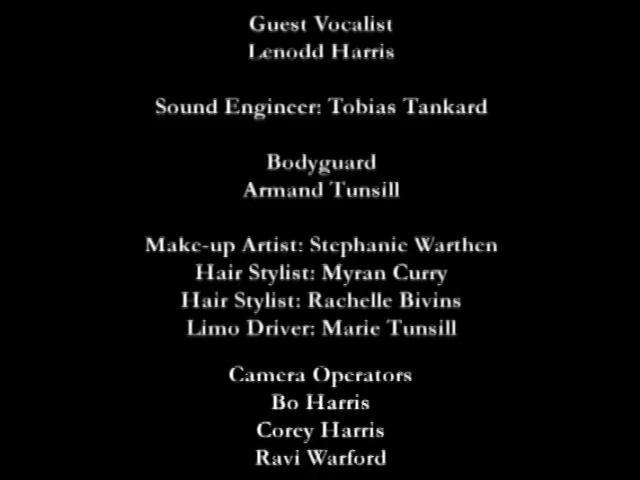 Guest Vocalist
Lenodd Harris
Sound Engineer: Tobias Tankard
Bodyguard
Armand Tunsill
Make-up Artist: Stephanie Warthen
Hair Stylist: Myran Curry
Hair Stylist: Rachelle Bivins
Limo Driver: Marie Tunsill
Camera Operators
Bo Harris
Corey Harris
Ravi Warford